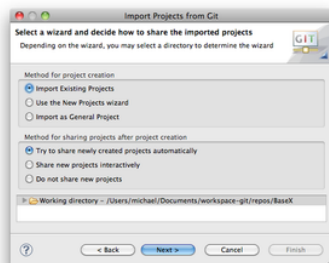 Import Projects from Git
Select a wizard and decide how to share the imported projects
Depending on the wizard, you may select a directory to determine the wizard
GIT
Method for project creation
Import Existing Projects
Use the New Projects wizard
Import as General Project
Method for sharing projects after project creation
Try to share newly created projects automatically
Share new projects interactively
Do not share new projects
Working directory - /Users/michael/Documents/workspace-git/repos/BaseX
?
< Back
Next >
Cancel
Finish